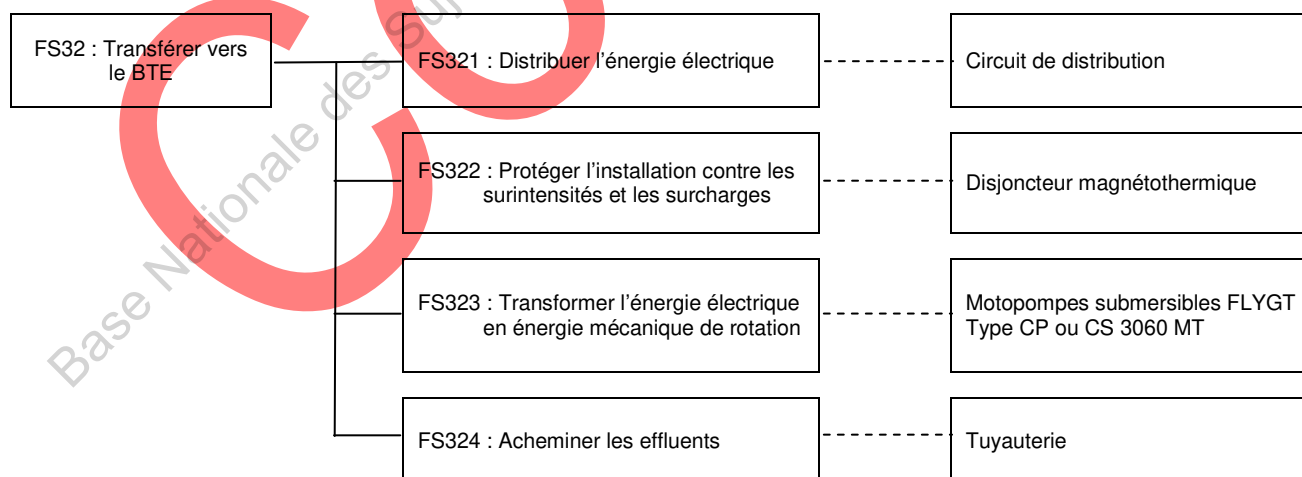 FS32 : Transférer vers
le BTE
FS321 : Distribuer l'énergie électrique
Circuit de distribution
FS322 : Protéger l'installation contre les
surintensités et les surcharges
Disjoncteur magnétothermique
FS323 : Transformer l'énergie électrique
en énergie mécanique de rotation
Motopompes submersibles FLYGT
Type CP ou CS 3060 MT
FS324 : Acheminer les effluents
Tuyauterie
Base Nationale des